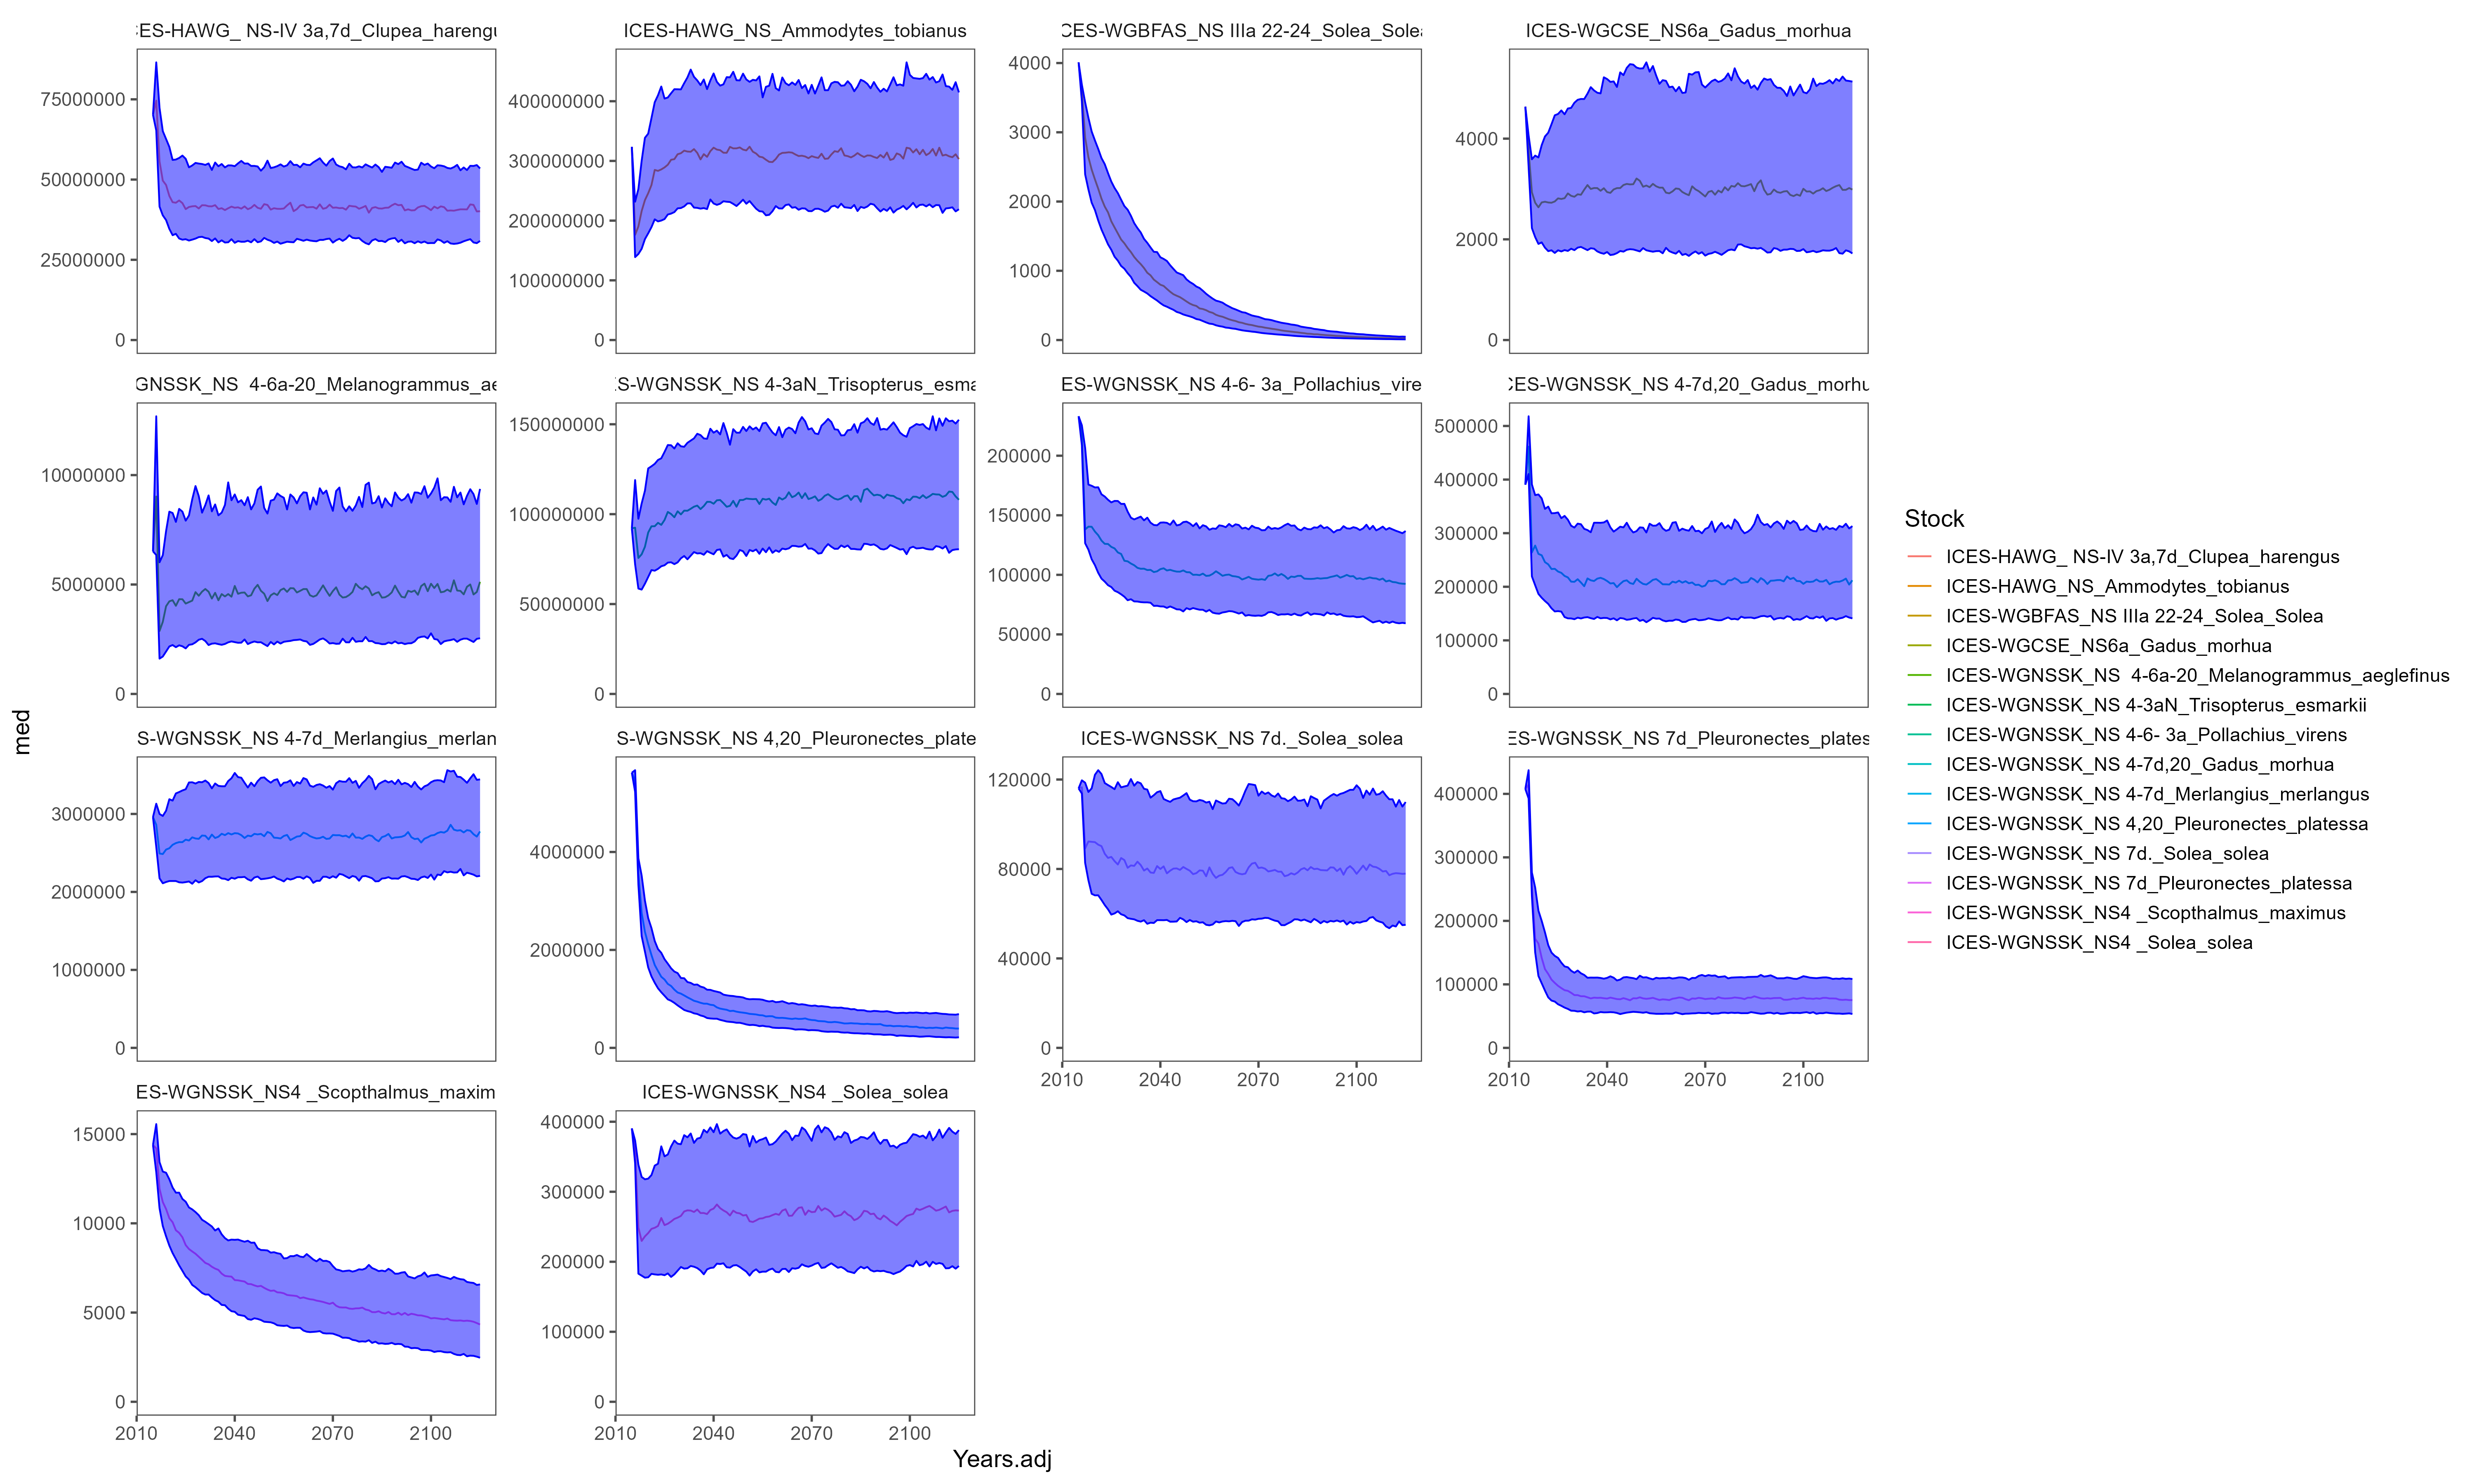 ES-HAWG_ NS-IV 3a,7d_Clupea_harengu
ICES-HAWG_NS_Ammodytes_tobianus
CES-WGBFAS_NS IIIa 22-24_Solea_Sole
ICES-WGCSE_NS6a_Gadus_morhua
75000000
50000000
25000000
0
400000000
300000000
200000000
100000000
0
4000
3000
2000
1000
0
4000
2000
0
GNSSK_NS  4-6a-20_Melanogrammus_ae
ES-WGNSSK_NS 4-3aN_Trisopterus_esma
ES-WGNSSK_NS 4-6- 3a_Pollachius_vire
CES-WGNSSK_NS 4-7d,20_Gadus_morhu
10000000
5000000
0
150000000
100000000
50000000
0
200000
150000
100000
50000
0
500000
400000
300000
200000
100000
0
S-WGNSSK_NS 4-7d_Merlangius_merlan
S-WGNSSK_NS 4,20_Pleuronectes_plate
ICES-WGNSSK_NS 7d._Solea_solea
ES-WGNSSK_NS 7d_Pleuronectes_plates
3000000
2000000
1000000
0
4000000
2000000
0
120000
80000
40000
0
2010 2040 2070 2100
400000
300000
200000
100000
0
2010 2040 2070 2100
ES-WGNSSK_NS4 _Scopthalmus_maxim
ICES-WGNSSK_NS4 _Solea_solea
15000
10000
5000
0
2010 2040 2070 2100
400000
300000
200000
100000
0
2010 2040 2070 2100
med
Years.adj
Stock
ICES-HAWG_ NS-IV 3a,7d_Clupea_harengus
ICES-HAWG_NS_Ammodytes_tobianus
ICES-WGBFAS_NS IIIa 22-24_Solea_Solea
ICES-WGCSE_NS6a_Gadus_morhua
ICES-WGNSSK_NS  4-6a-20_Melanogrammus_aeglefinus
ICES-WGNSSK_NS 4-3aN_Trisopterus_esmarkii
ICES-WGNSSK_NS 4-6- 3a_Pollachius_virens
ICES-WGNSSK_NS 4-7d,20_Gadus_morhua
ICES-WGNSSK_NS 4-7d_Merlangius_merlangus
ICES-WGNSSK_NS 4,20_Pleuronectes_platessa
ICES-WGNSSK_NS 7d._Solea_solea
ICES-WGNSSK_NS 7d_Pleuronectes_platessa
ICES-WGNSSK_NS4 _Scopthalmus_maximus
ICES-WGNSSK_NS4 _Solea_solea